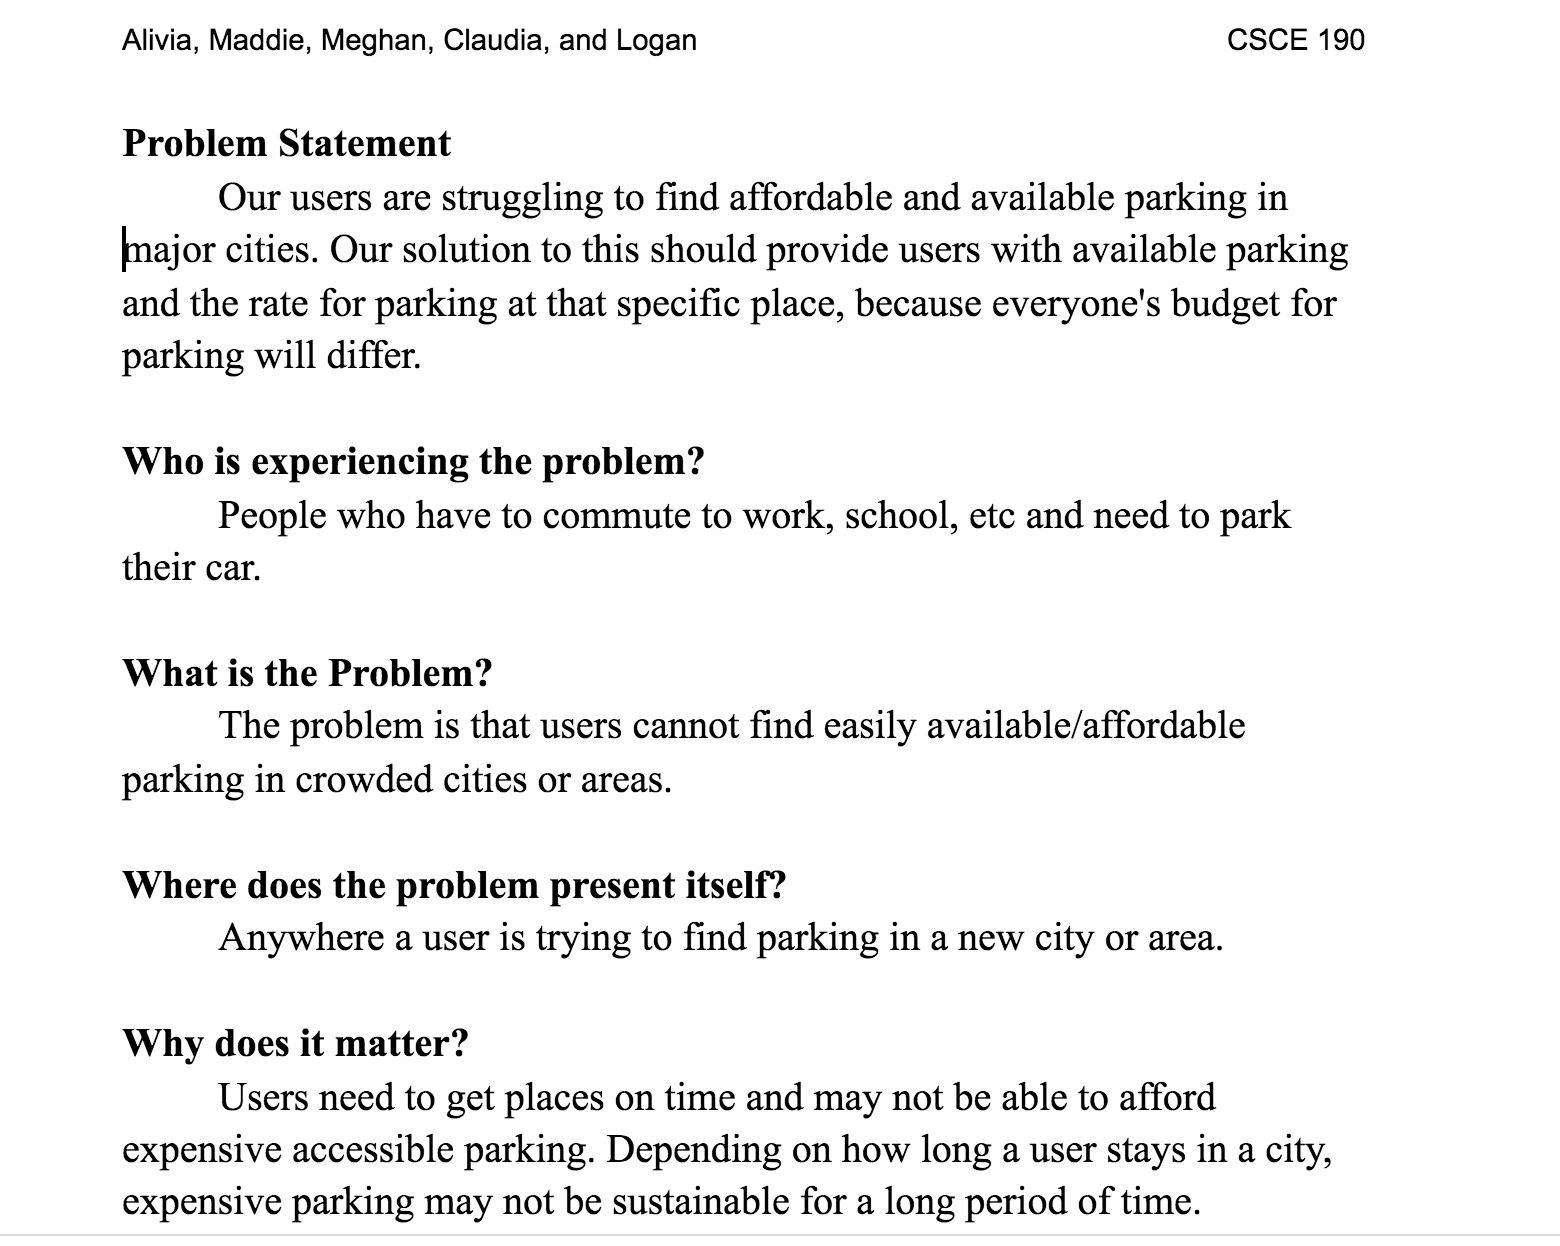 Alivia, Maddie, Meghan, Claudia, and Logan CSCE 190
Problem Statement
Our users are struggling to find affordable and available parking in
major cities. Our solution to this should provide users with available parking
and the rate for parking at that specific place, because everyone's budget for
parking will differ.
Who is experiencing the problem?
People who have to commute to work, school, etc and need to park
their car.
What is the Problem?
The problem is that users cannot find easily available/affordable
parking in crowded cities or areas.
Where does the problem present itself?
Anywhere a user is trying to find parking in a new city or area.
Why does it matter?
Users need to get places on time and may not be able to afford
expensive accessible parking. Depending on how long a user stays in a city,
expensive parking may not be sustainable for a long period of time.